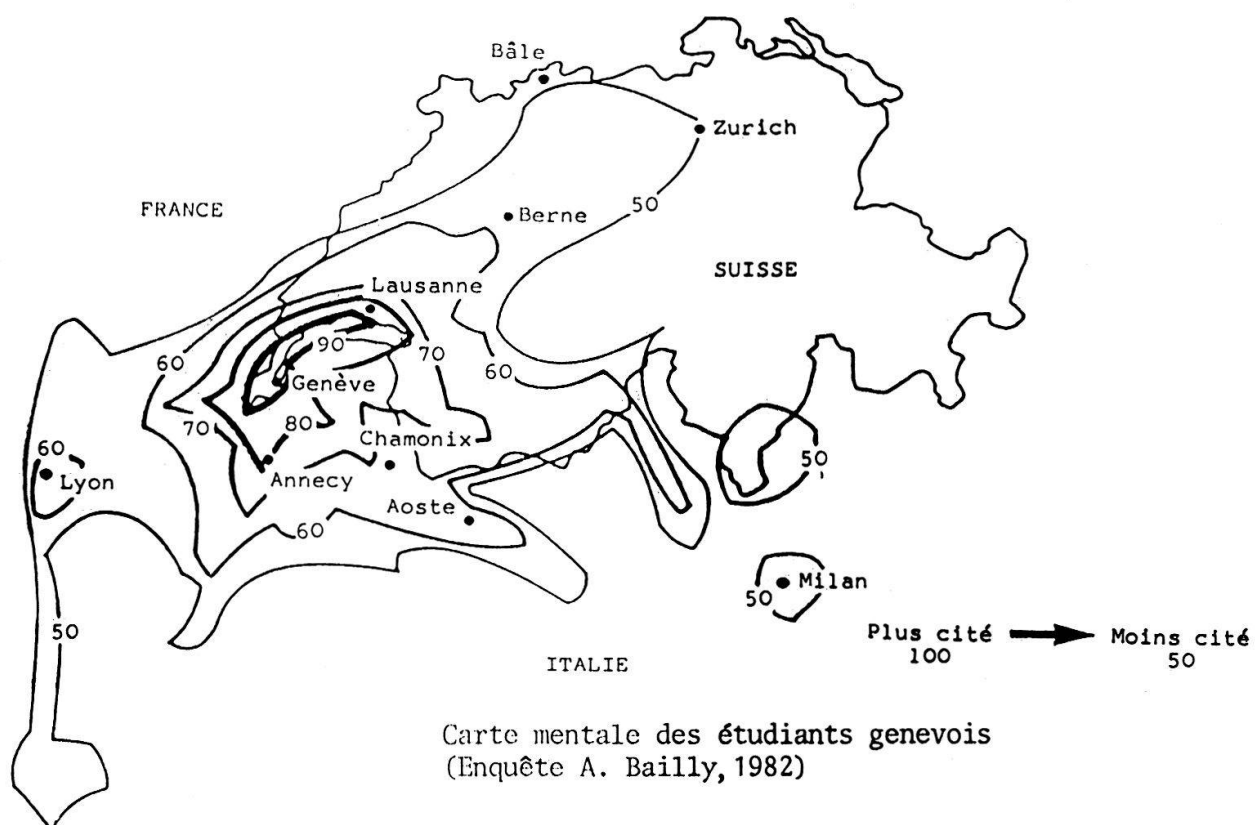 Bâle
Zurich
FRANCE
50
Berne
SUISSE
Lausanne
60
90
70
60
Genève
70
80
Chamonix
60
50
Lyon
Annecy
Aoste
60
50
Milan
50
Plus cité
100
Moins cité
50
ITALIE
Carte mentale des étudiants genevois
(Enquête A. Bailly, 1982)